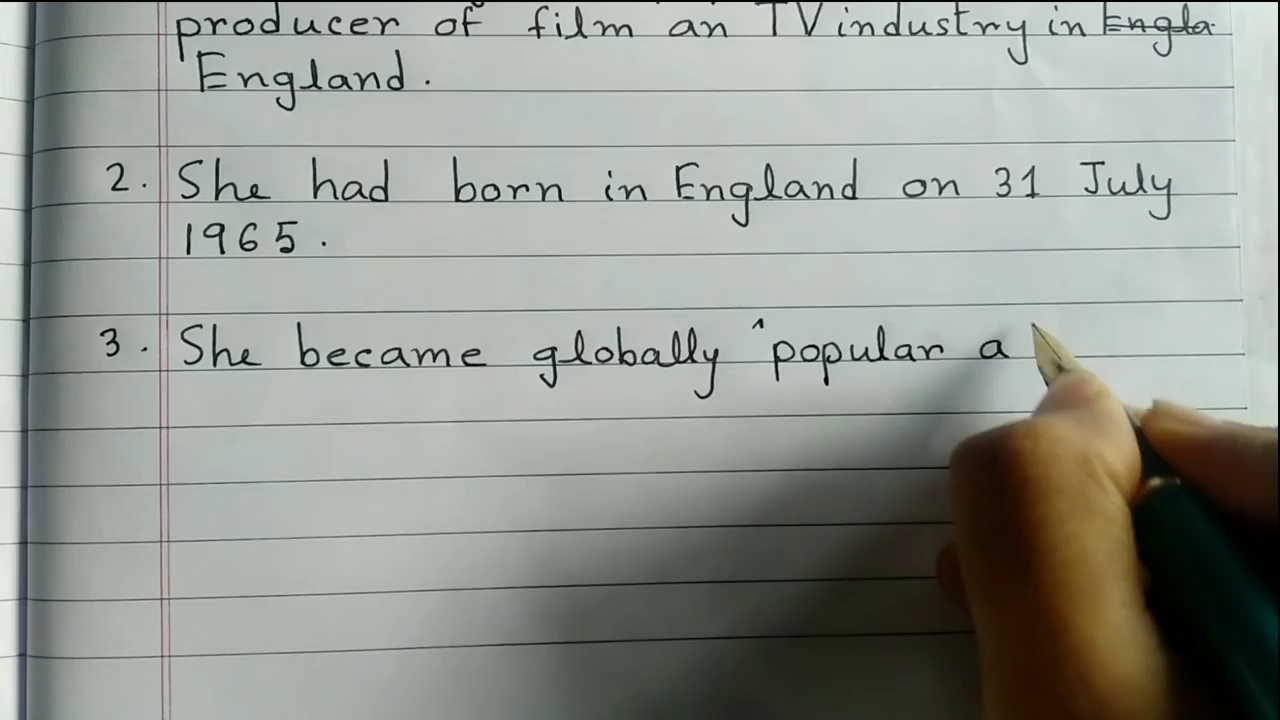 producer of film an TV industry in Engla
England.
2. She had born in England on 31 July
1965.
3. She became globally ^popular a